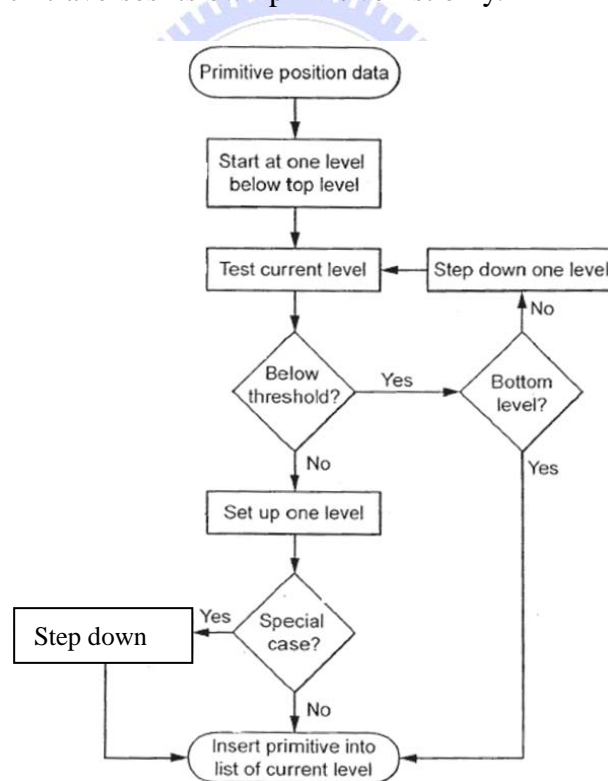 Primitive position data
Start at one level
below top level
Test current level
Step down one level
No
Below
threshold?
Yes
Bottom
level?
No
Yes
Set up one level
Step down
Yes
Special
case?
No
Insert primitive into
list of current level